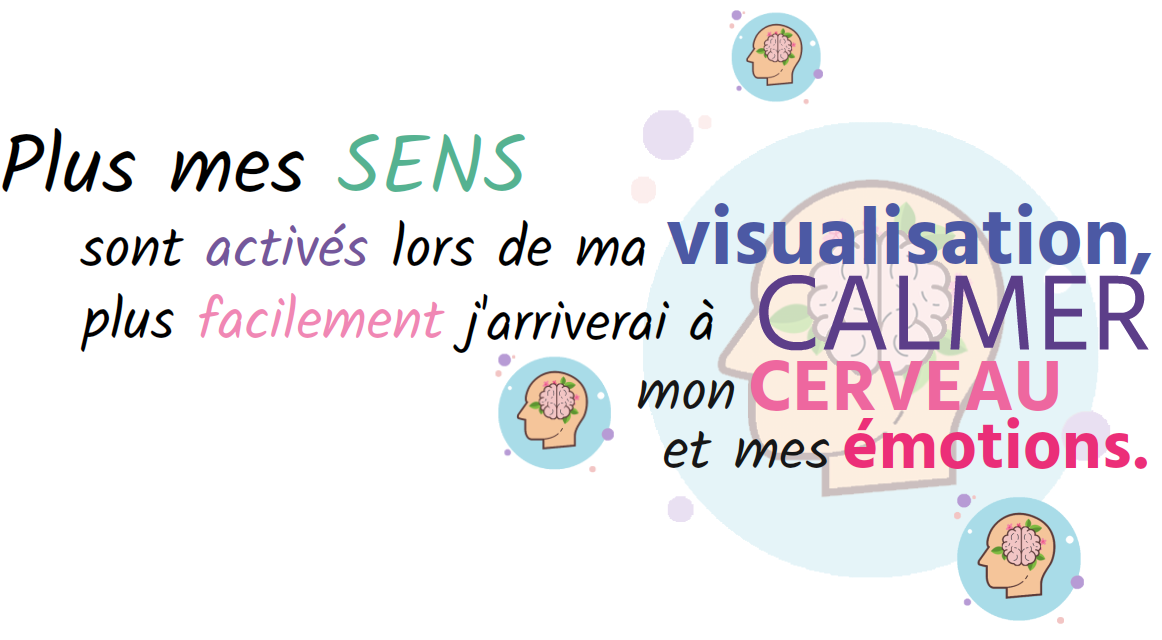 Plus mes SENS
sont activés lors de ma visualisation,
plus facilement j'arriverai à CALMER
mon CERVEAU
et mes émotions.